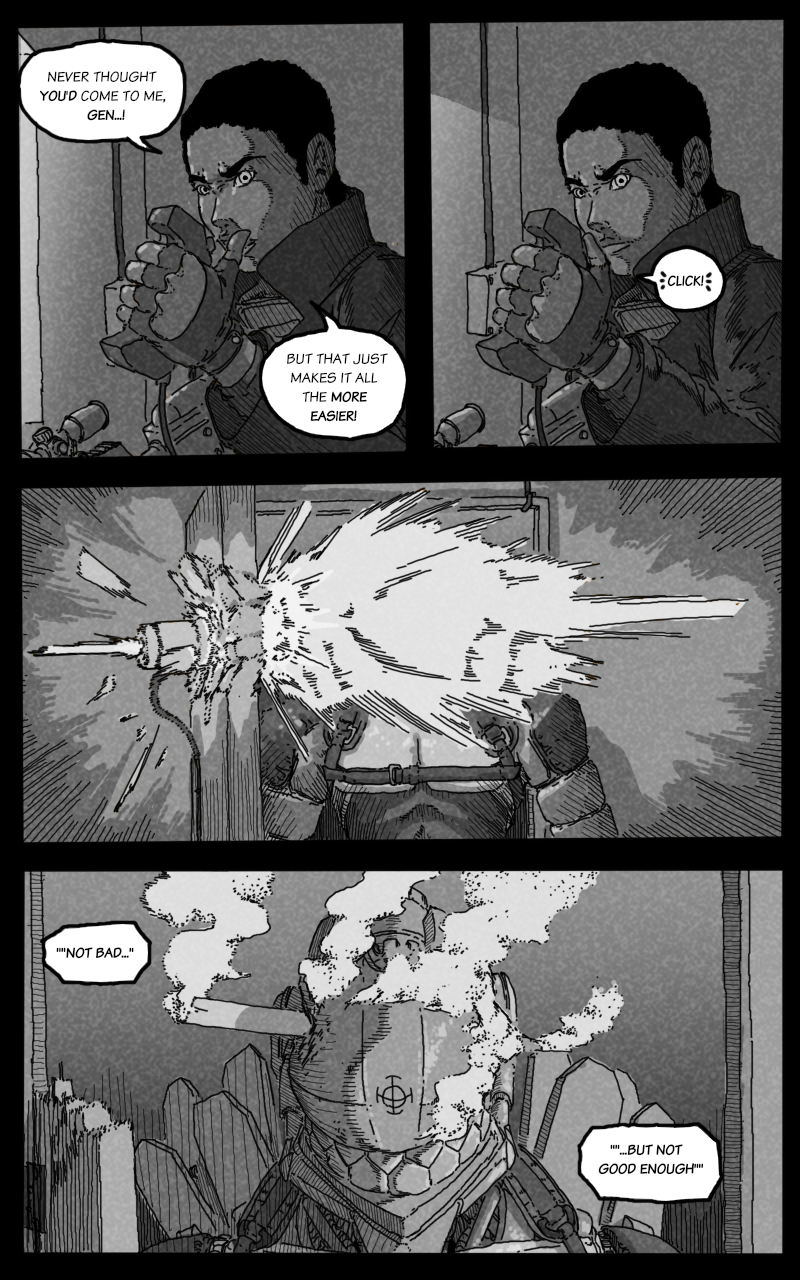 NEVER THOUGHT
YOU'D COME TO ME,
GEN...!
BUT THAT JUST
MAKES IT ALL
THE MORE
EASIER!
CLICK!
""NOT BAD..."
""...BUT NOT
GOOD ENOUGH""